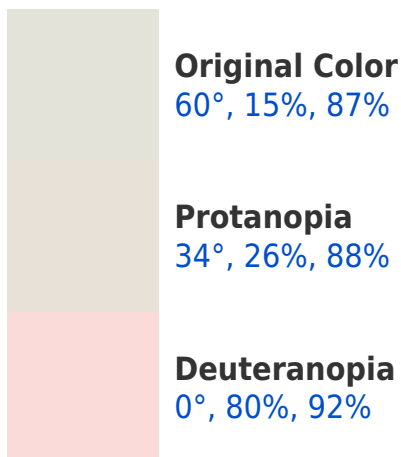 Original Color
60°, 15%, 87%
Protanopia
34°, 26%, 88%
Deuteranopia
0°, 80%, 92%